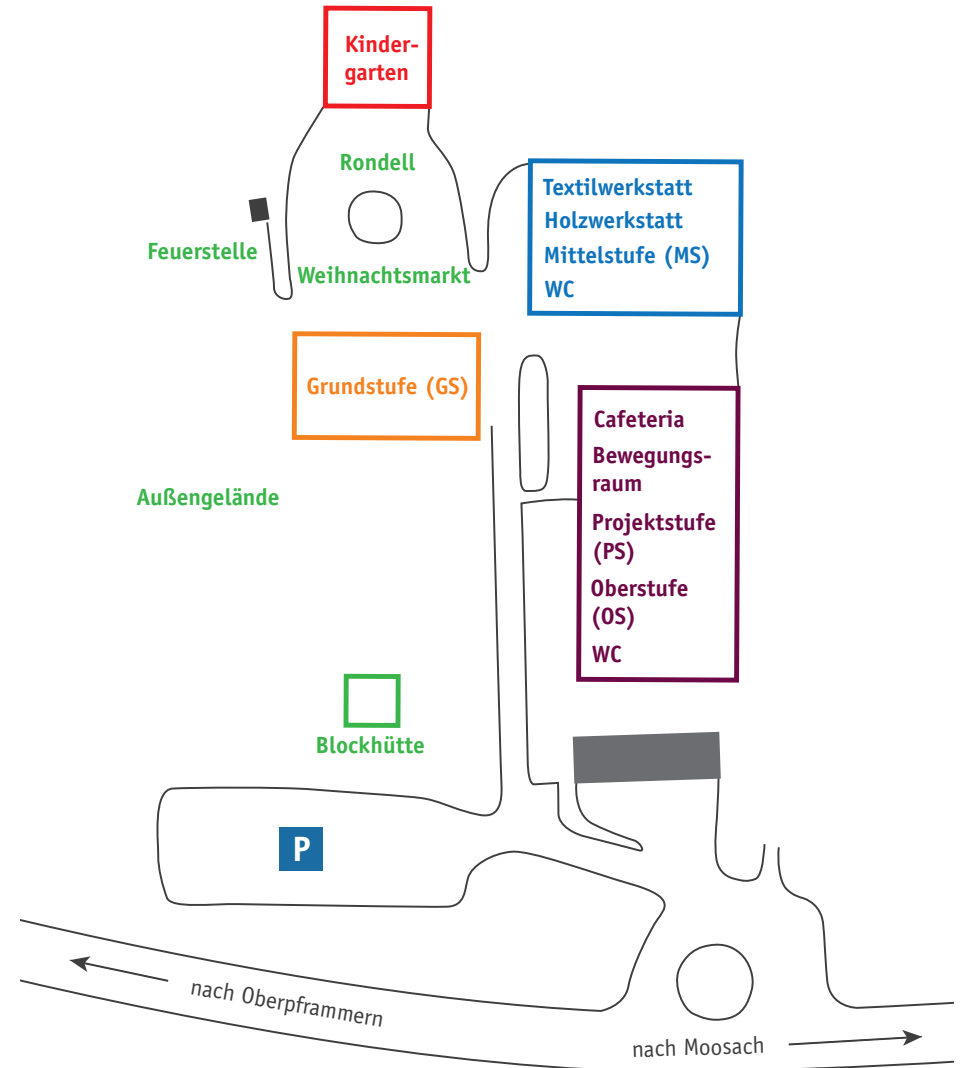 Kinder-
garten
Rondell
Feuerstelle
Weihnachtsmarkt
Textilwerkstatt
Holzwerkstatt
Mittelstufe (MS)
WC
Grundstufe (GS)
Cafeteria
Bewegungs-
raum
Projektstufe
(PS)
Oberstufe
(OS)
WC
Außengelände
Blockhütte
P
nach Oberpframmern
nach Moosach